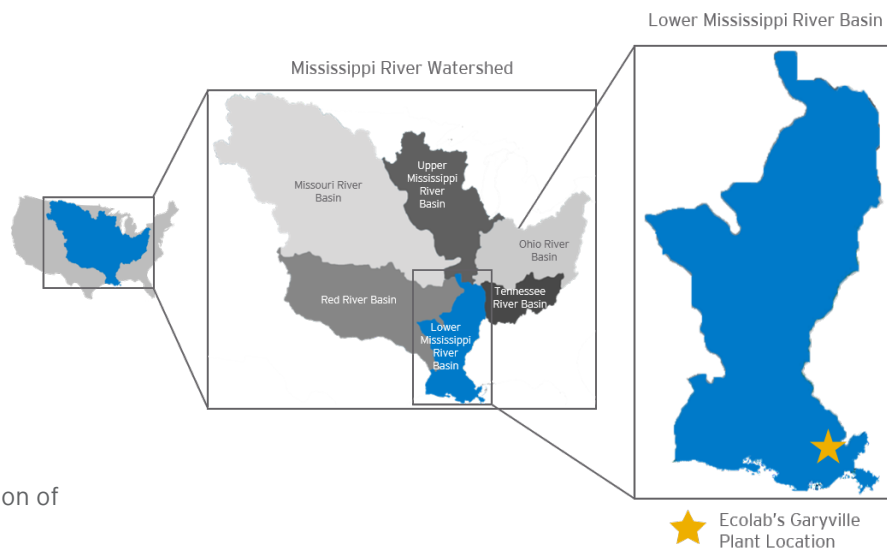 Lower Mississippi River Basin
Mississippi River Watershed
Upper
Mississippi
River
Basin
Missouri River
Basin
Ohio River
Basin
Tennessee
River Basin
Red River Basin
Lower
Mississippi
River
Basin
on of
Ecolab's Garyville
Plant Location